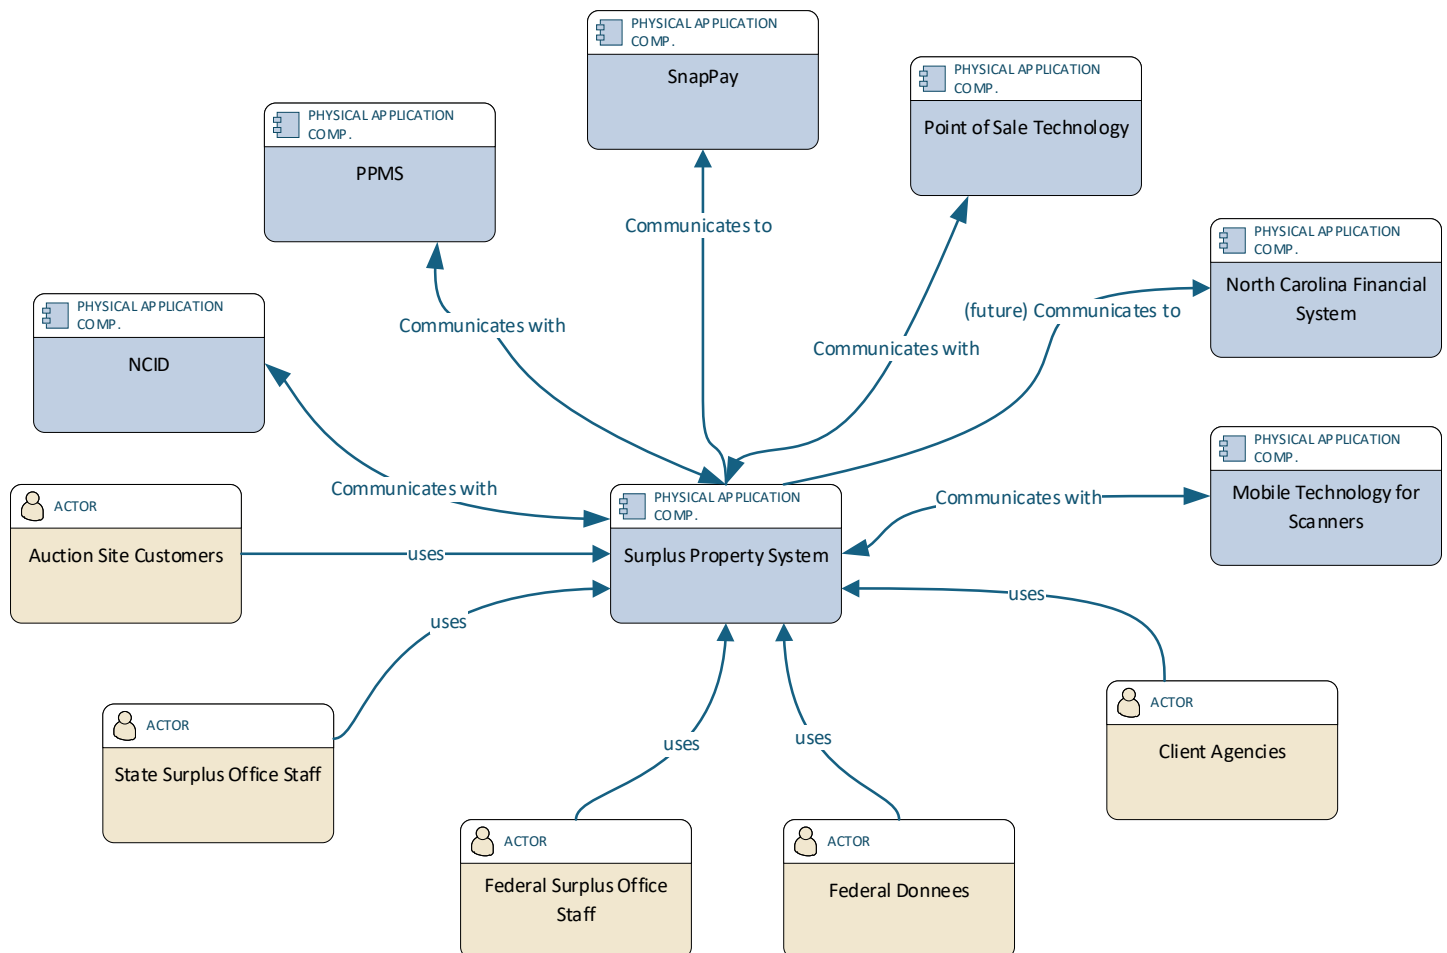 PHYSICAL APPLICATION
COMP.
SnapPay
PHYSICAL APPLICATION
COMP.
Point of Sale Technology
PHYSICAL APPLICATION
COMP.
PPMS
Communicates to
PHYSICAL APPLICATION
COMP.
North Carolina Financial
System
PHYSICAL APPLICATION
COMP.
NCID
Communicates with
(future) Communicates to
Communicates with
PHYSICAL APPLICATION
COMP.
Mobile Technology for
Scanners
Communicates with
Communicates with
ACTOR
Auction Site Customers
uses
PHYSICAL APPLICATION
COMP.
Surplus Property System
uses
uses
ACTOR
State Surplus Office Staff
uses
uses
ACTOR
Client Agencies
ACTOR
Federal Surplus Office
Staff
ACTOR
Federal Donnees